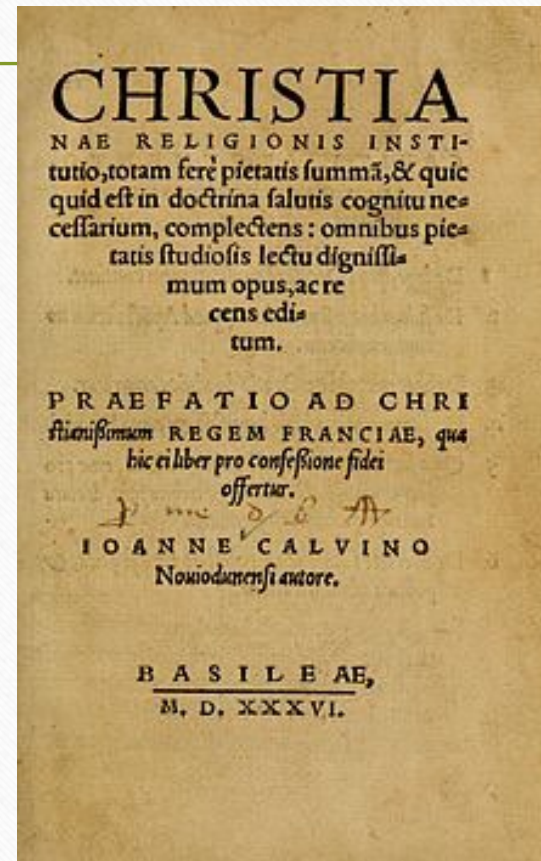 CHRISTIA
NAE RELIGIONIS INSTI-
tutio, totam ferè pietatis summã, & quic
quid est in doctrina salutis cognitu ne=
cessarium, complectens: omnibus pie=
tatis studiosis lectu dignissi=
mum opus, ac re
cens edi=
tum.
PRAEFATIO AD CHRI
stianißimum REGEM FRANCIAE, qua
hic ei liber pro confeßione fidei
offertur.
IOANNE CALVINO
Nouiodunensi autore.
BASILEAE,
M. D. XXXVI.